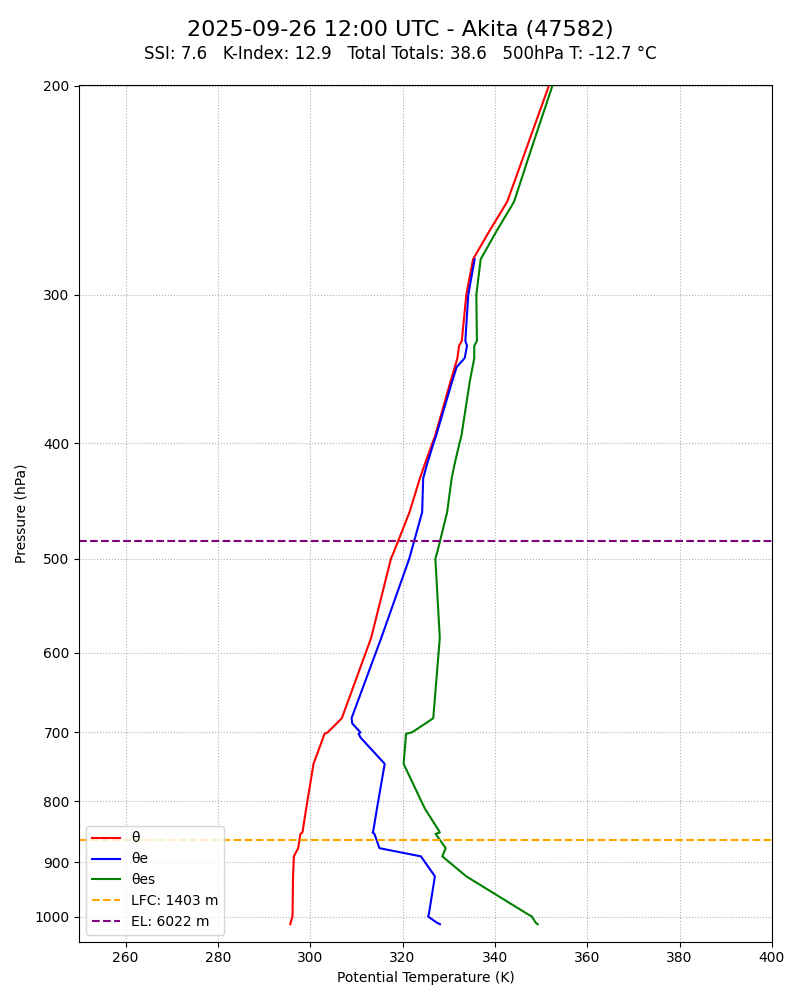 2025-09-26 12:00 UTC - Akita (47582)
SSI: 7.6 K-Index: 12.9 Total Totals: 38.6 500hPa T: -12.7 °C
200
300
400
500
600
700
800
900
1000
Pressure (hPa)
θ
θe
θes
LFC: 1403 m
EL: 6022 m
260 280 300 320 340 360 380 400
Potential Temperature (K)